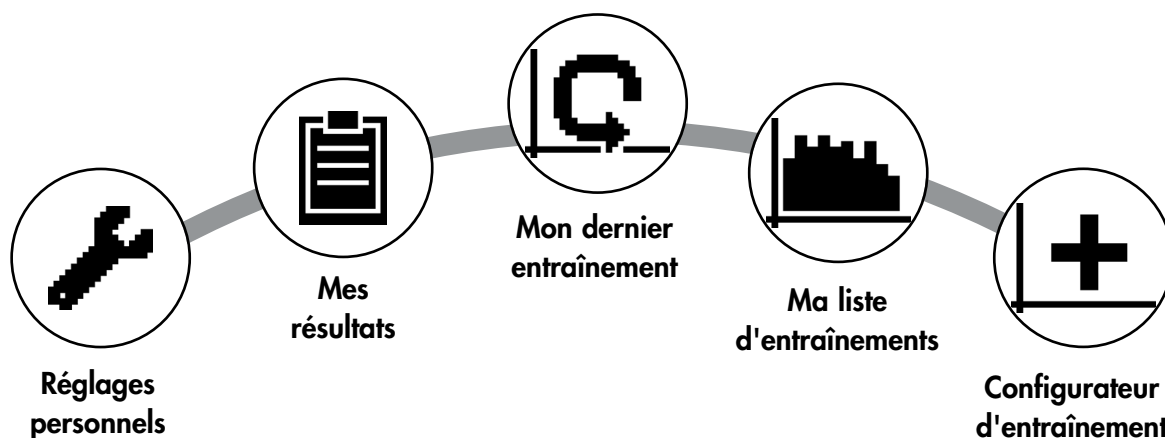 Réglages
personnels
Mes
résultats
Mon dernier
entraînement
Ma liste
d'entraînements
Configurateur
d'entraînement